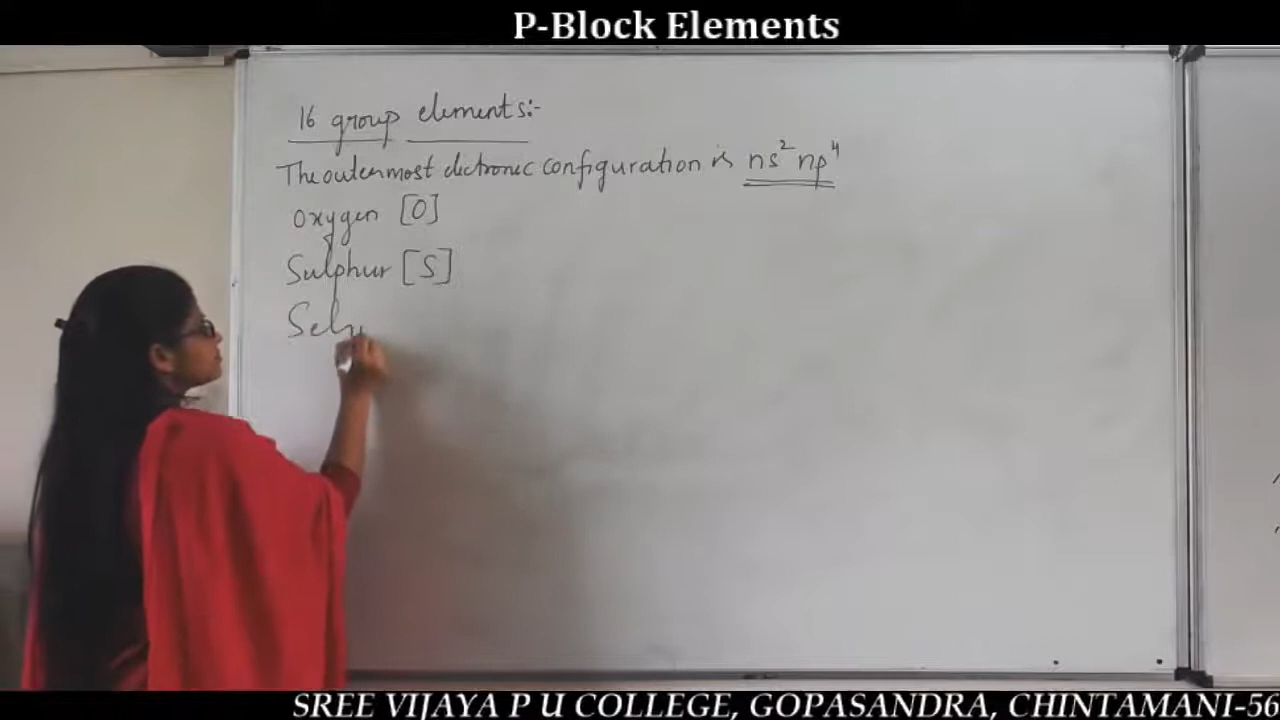 P-Block Elements
16 group elements:-
The outermost electronic configuration is ns² np⁴
Oxygen [O]
Sulphur [S]
SREE VIJAYA P U COLLEGE, GOPASANDRA, CHINTAMANI-56